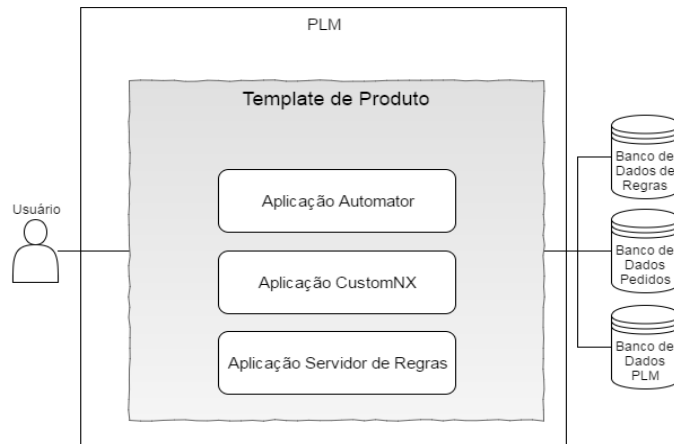 PLM
Template de Produto
Usuário
Aplicação Automator
Aplicação CustomNX
Aplicação Servidor de Regras
Banco de
Dados de
Regras
Banco de
Dados
Pedidos
Banco de
Dados
PLM